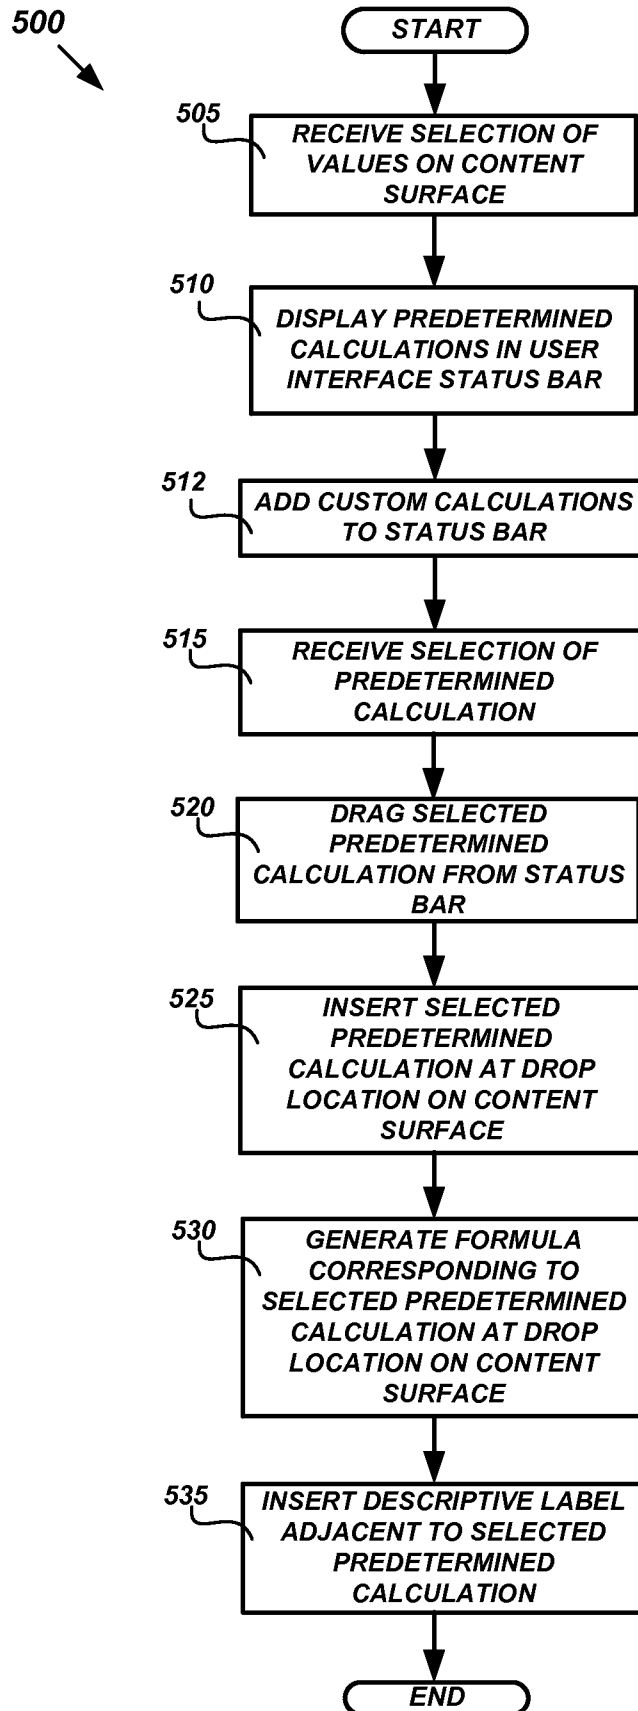 500
START
505
RECEIVE SELECTION OF
VALUES ON CONTENT
SURFACE
510
DISPLAY PREDETERMINED
CALCULATIONS IN USER
INTERFACE STATUS BAR
512
ADD CUSTOM CALCULATIONS
TO STATUS BAR
515
RECEIVE SELECTION OF
PREDETERMINED
CALCULATION
520
DRAG SELECTED
PREDETERMINED
CALCULATION FROM STATUS
BAR
525
INSERT SELECTED
PREDETERMINED
CALCULATION AT DROP
LOCATION ON CONTENT
SURFACE
530
GENERATE FORMULA
CORRESPONDING TO
SELECTED PREDETERMINED
CALCULATION AT DROP
LOCATION ON CONTENT
SURFACE
535
INSERT DESCRIPTIVE LABEL
ADJACENT TO SELECTED
PREDETERMINED
CALCULATION
END